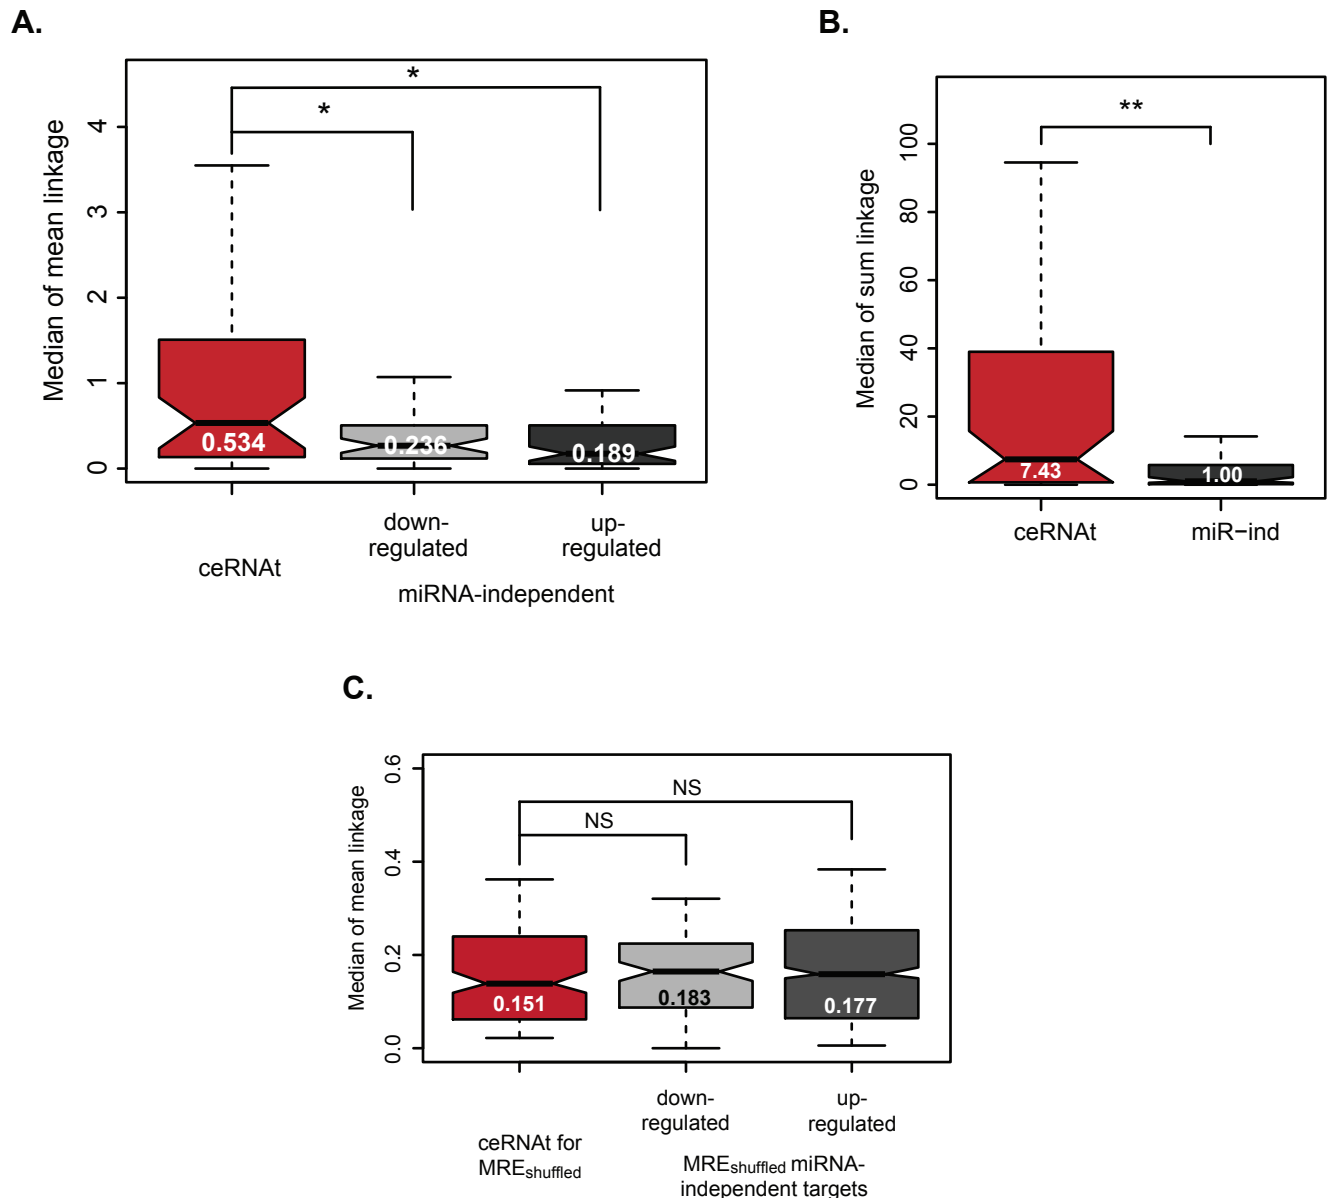 A.
Median of mean linkage
4
3
2
1
0
*
*
0.534
0.236
0.189
ceRNAt
down-
regulated
up-
regulated
miRNA-independent
B.
Median of sum linkage
100
80
60
40
20
0
**
7.43
1.00
ceRNAt
miR−ind
C.
Median of mean linkage
0.6
0.4
0.2
0.0
NS
NS
0.151
0.183
0.177
ceRNAt for
MREshuffled
down-
regulated
up-
regulated
MREshuffled miRNA-
independent targets